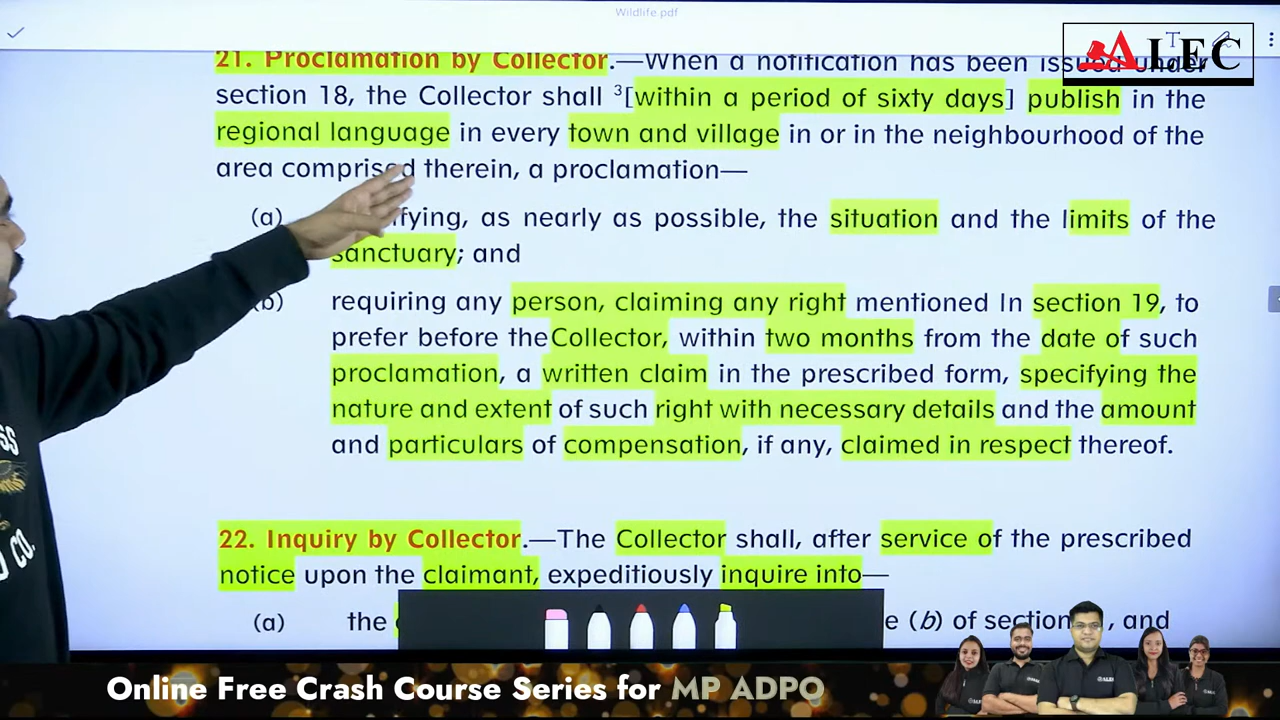 Wildlife.pdf
ALEC
21. Proclamation by Collector.—When a notification has been issued under
section 18, the Collector shall ³[within a period of sixty days] publish in the
regional language in every town and village in or in the neighbourhood of the
area comprised therein, a proclamation—
(a) fying, as nearly as possible, the situation and the limits of the
sanctuary; and
(b) requiring any person, claiming any right mentioned In section 19, to
prefer before theCollector, within two months from the date of such
proclamation, a written claim in the prescribed form, specifying the
nature and extent of such right with necessary details and the amount
and particulars of compensation, if any, claimed in respect thereof.
22. Inquiry by Collector.—The Collector shall, after service of the prescribed
notice upon the claimant, expeditiously inquire into—
(a) the e (b) of section , and
CO.
Online Free Crash Course Series for MP ADPO